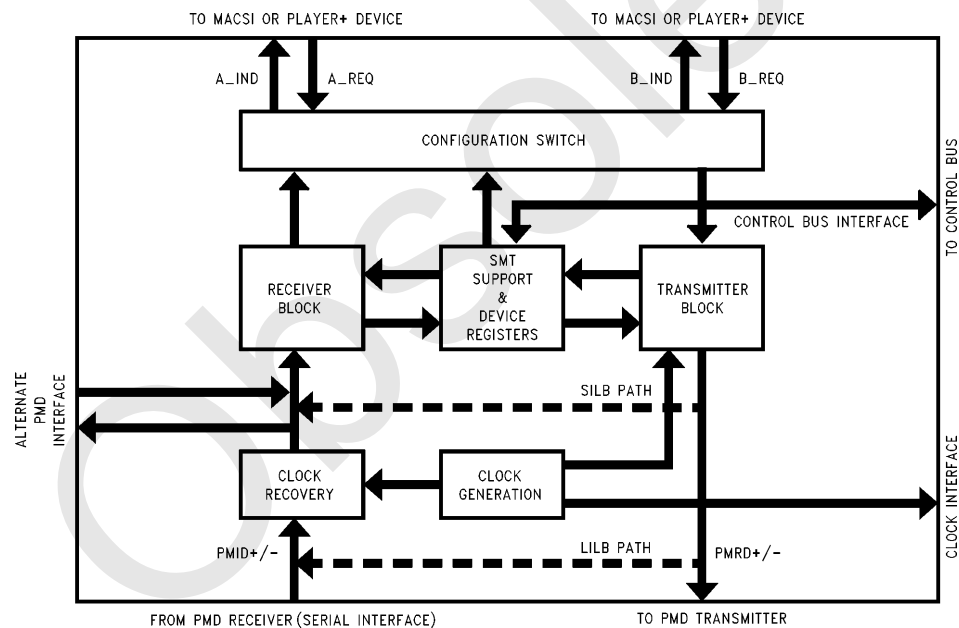 TO MACSI OR PLAYER+ DEVICE
TO MACSI OR PLAYER+ DEVICE
A_IND
A_REQ
B_IND
B_REQ
CONFIGURATION SWITCH
TO CONTROL BUS
CONTROL BUS INTERFACE
RECEIVER
BLOCK
SMT
SUPPORT
&
DEVICE
REGISTERS
TRANSMITTER
BLOCK
ALTERNATE
PMD
INTERFACE
SILB PATH
CLOCK
RECOVERY
CLOCK
GENERATION
CLOCK INTERFACE
PMID+/-
LILB PATH
PMRD+/-
FROM PMD RECEIVER (SERIAL INTERFACE)
TO PMD TRANSMITTER
Obsole